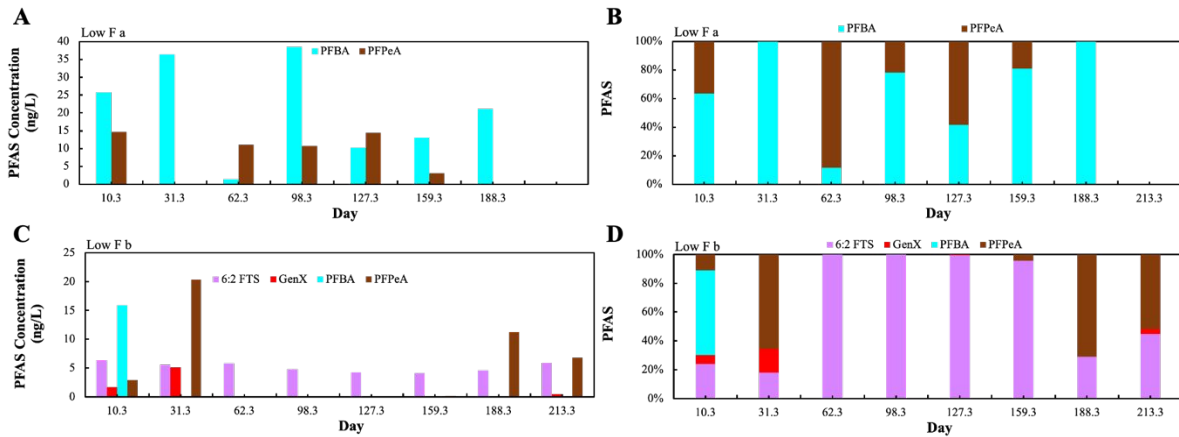 A
Low F a
PFAS Concentration
(ng/L)
40
35
30
25
20
15
10
5
0
PFBA PFPeA
10.3 31.3 62.3 98.3 127.3 159.3 188.3
Day
B
Low F a
PFBA PFPeA
PFAS
100%
80%
60%
40%
20%
0%
10.3 31.3 62.3 98.3 127.3 159.3 188.3 213.3
Day
C
Low F b
PFAS Concentration
(ng/L)
25
20
15
10
5
0
6:2 FTS GenX PFBA PFPeA
10.3 31.3 62.3 98.3 127.3 159.3 188.3 213.3
Day
D
Low F b
6:2 FTS GenX PFBA PFPeA
PFAS
100%
80%
60%
40%
20%
0%
10.3 31.3 62.3 98.3 127.3 159.3 188.3 213.3
Day